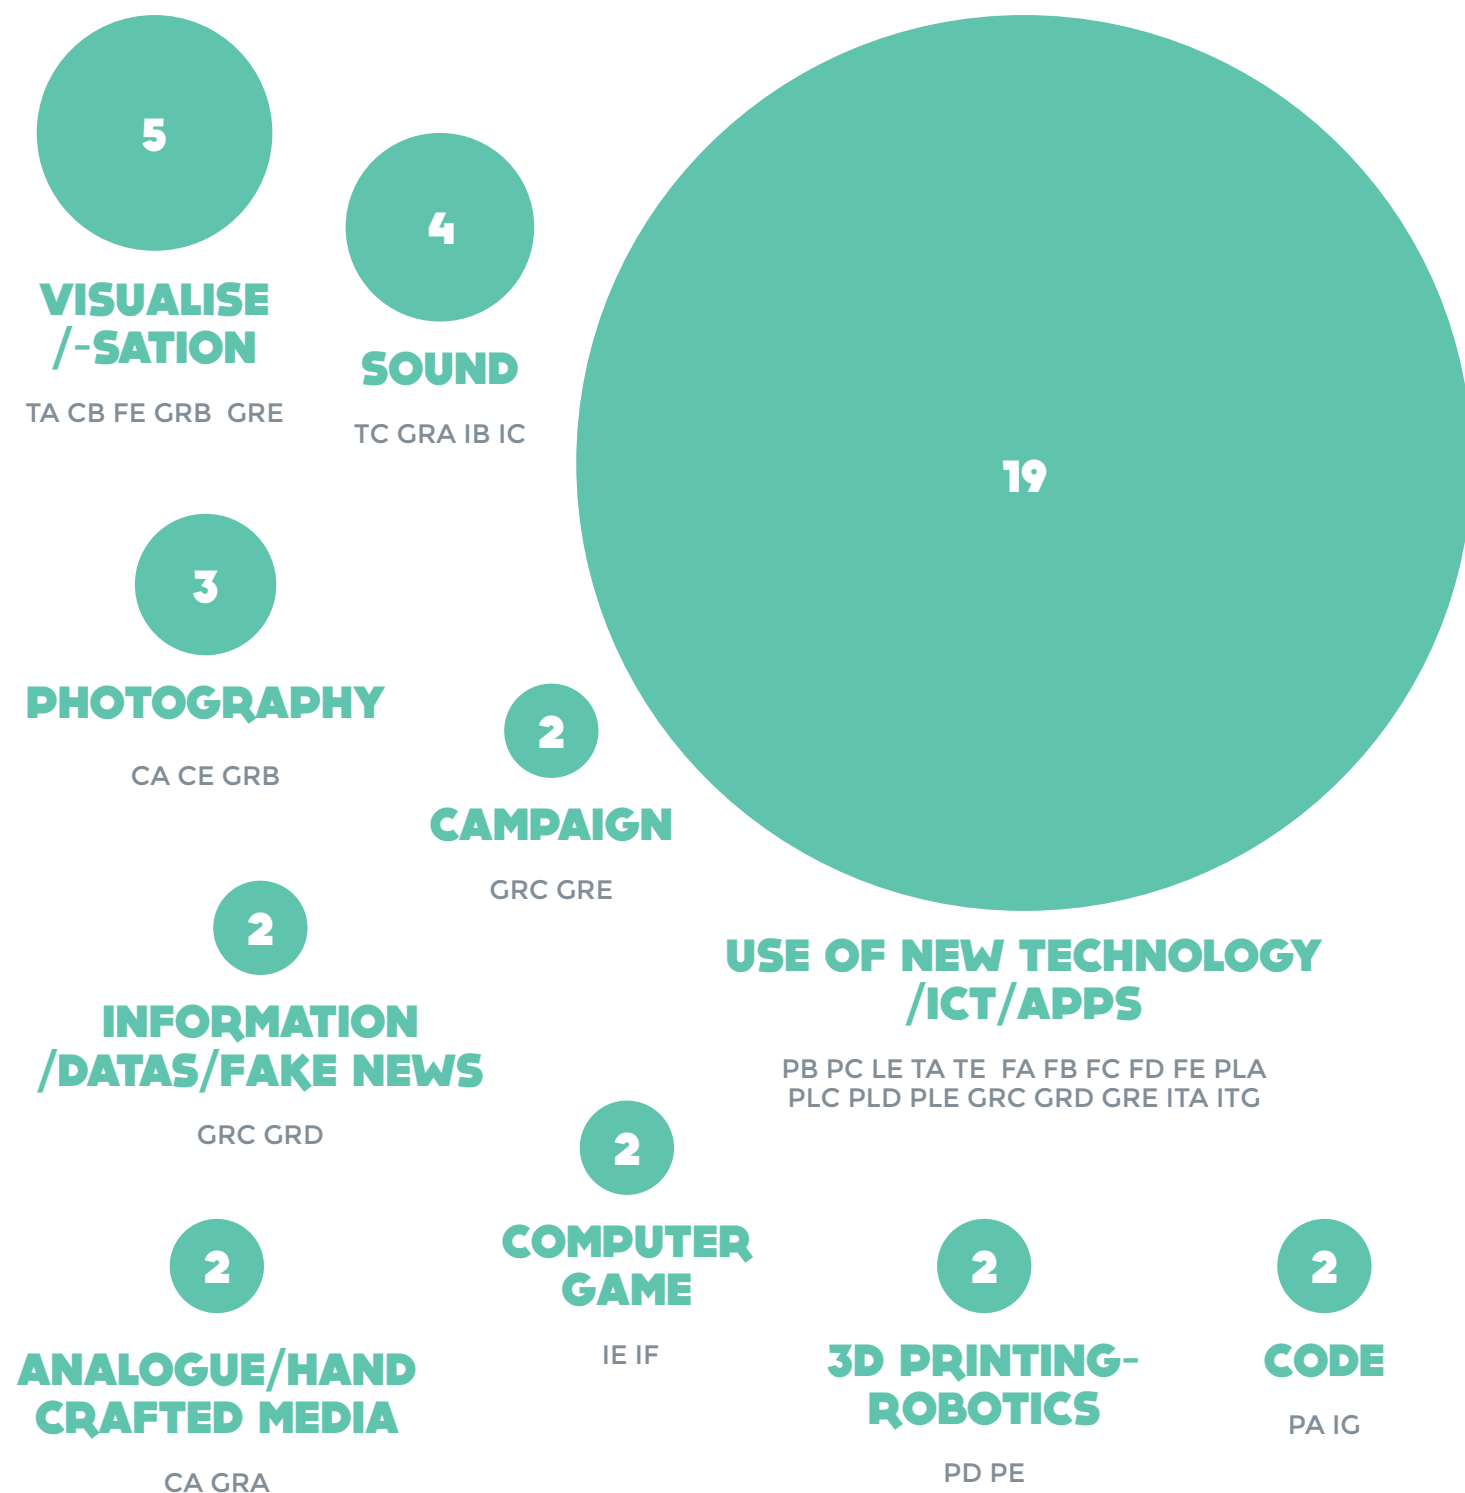 5
VISUALISE
/-SATION
TA CB FE GRB GRE
4
SOUND
TC GRA IB IC
19
USE OF NEW TECHNOLOGY
/ICT/APPS
PB PC LE TA TE FA FB FC FD FE PLA
PLC PLD PLE GRC GRD GRE ITA ITG
3
PHOTOGRAPHY
CA CE GRB
2
CAMPAIGN
GRC GRE
2
INFORMATION
/DATAS/FAKE NEWS
GRC GRD
2
COMPUTER
GAME
IE IF
2
ANALOGUE/HAND
CRAFTED MEDIA
CA GRA
2
3D PRINTING-
ROBOTICS
PD PE
2
CODE
PA IG